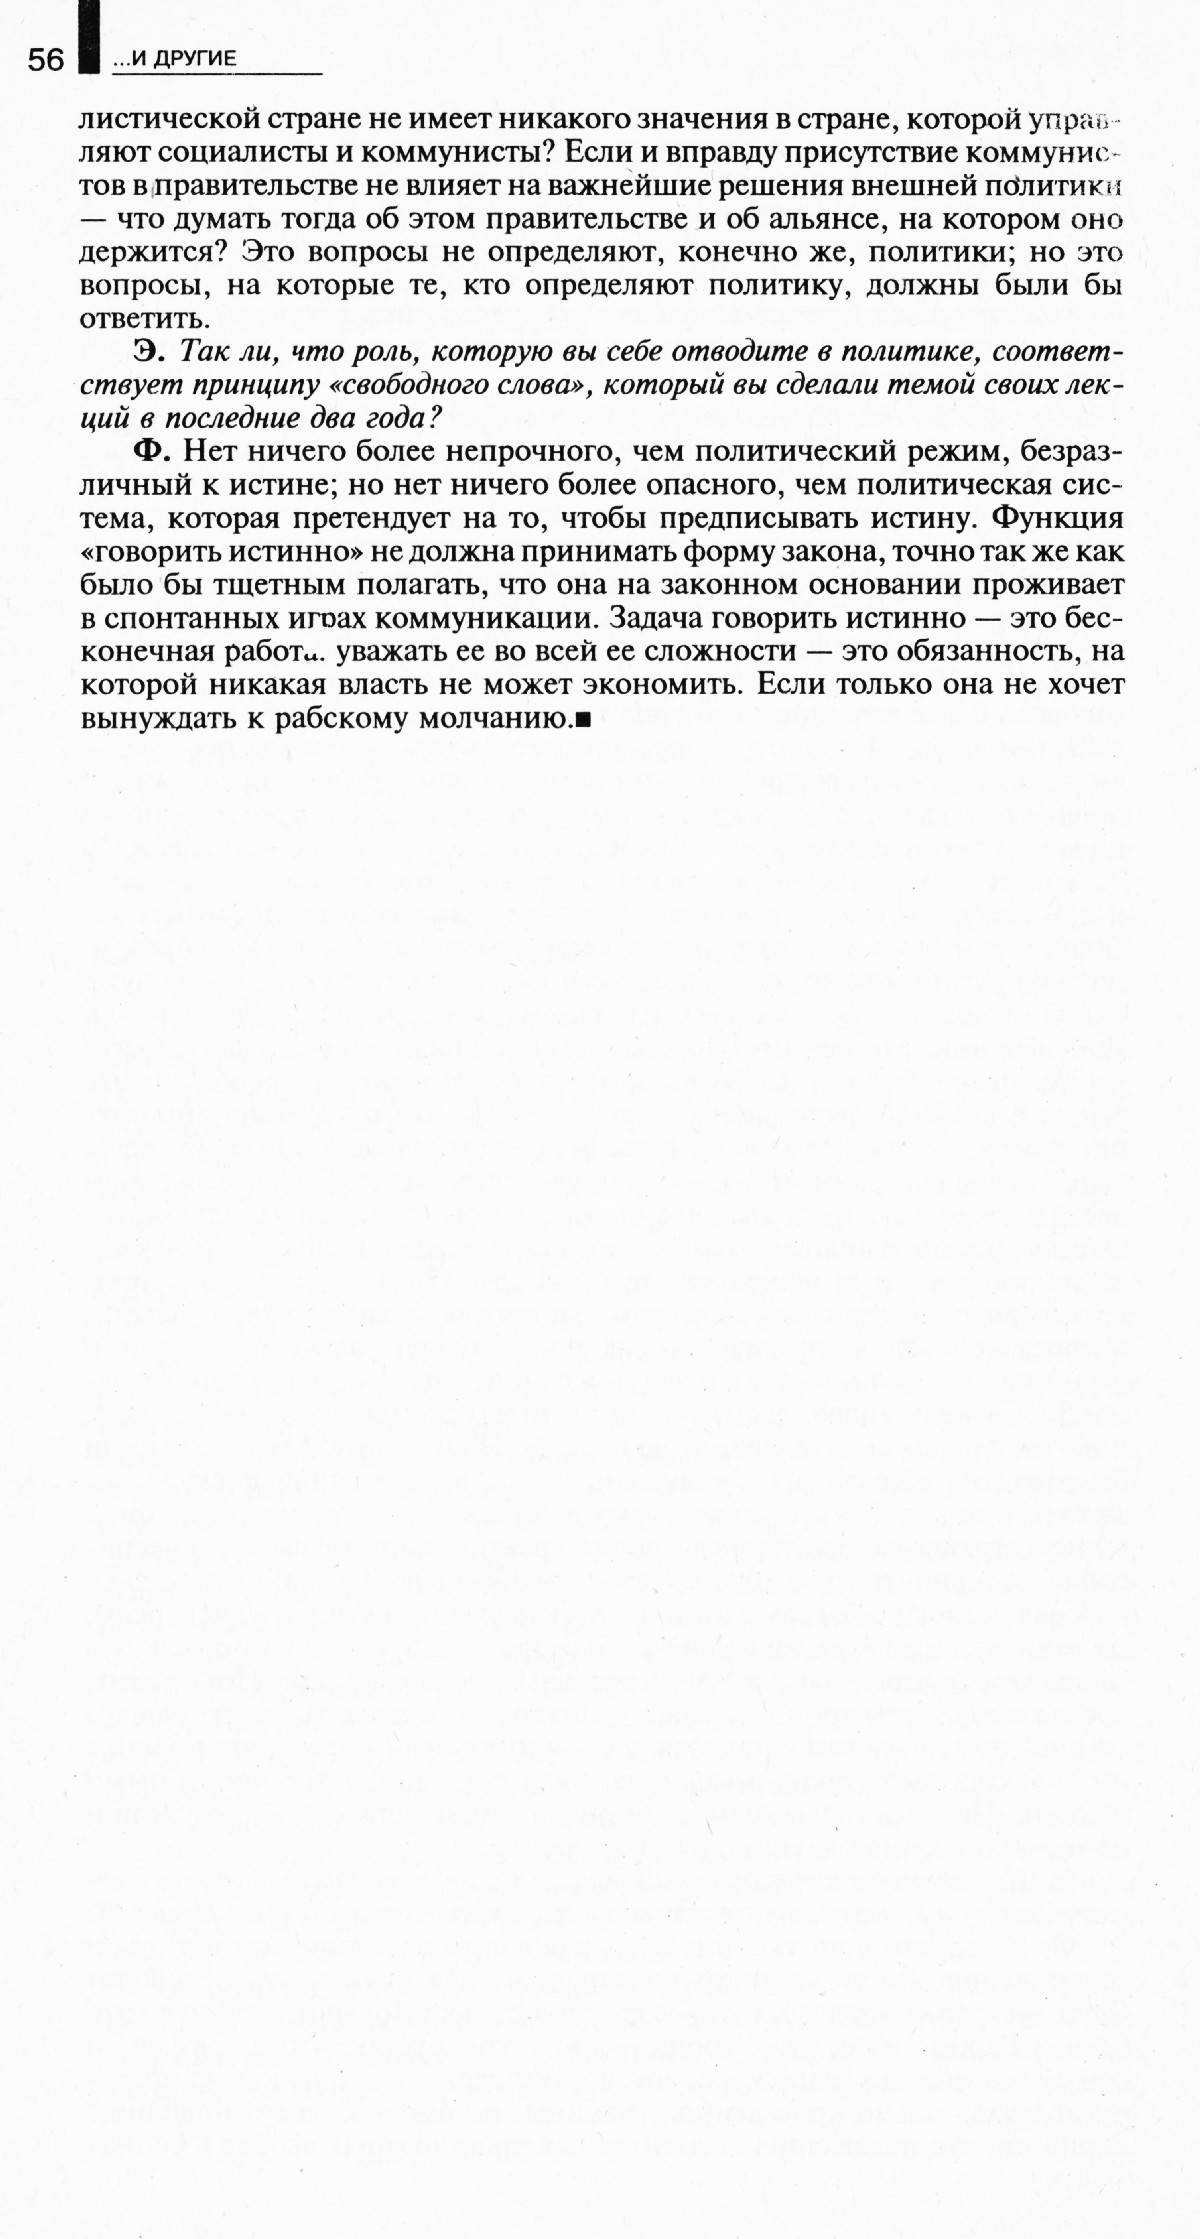 56
...И ДРУГИЕ
листической стране не имеет никакого значения в стране, которой управ-
ляют социалисты и коммунисты? Если и вправду присутствие коммунис-
тов в правительстве не влияет на важнейшие решения внешней политики
— что думать тогда об этом правительстве и об альянсе, на котором оно
держится? Это вопросы не определяют, конечно же, политики; но это
вопросы, на которые те, кто определяют политику, должны были бы
ответить.
Э. Так ли, что роль, которую вы себе отводите в политике, соответ-
ствует принципу «свободного слова», который вы сделали темой своих лек-
ций в последние два года?
Ф. Нет ничего более непрочного, чем политический режим, безраз-
личный к истине; но нет ничего более опасного, чем политическая сис-
тема, которая претендует на то, чтобы предписывать истину. Функция
«говорить истинно» не должна принимать форму закона, точно так же как
было бы тщетным полагать, что она на законном основании проживает
в спонтанных играх коммуникации. Задача говорить истинно — это бес-
конечная работа. уважать ее во всей ее сложности — это обязанность, на
которой никакая власть не может экономить. Если только она не хочет
вынуждать к рабскому молчанию.■